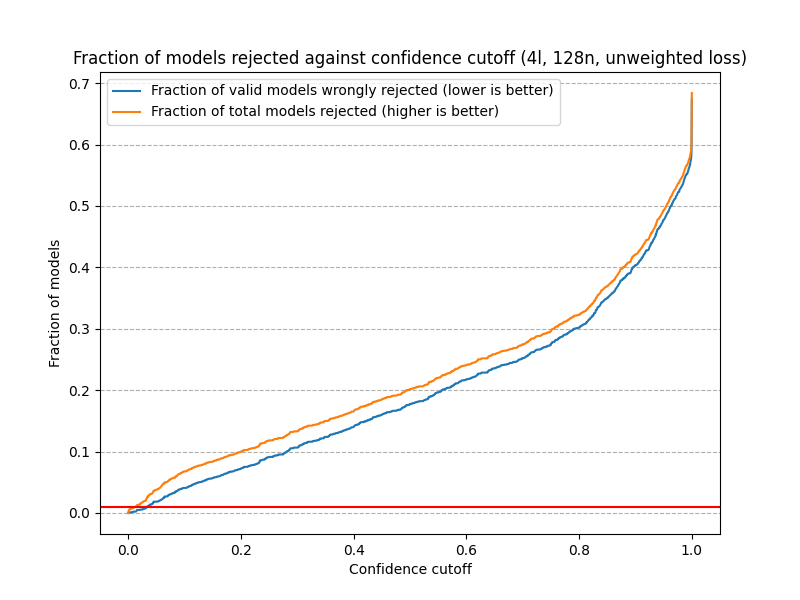 Fraction of models rejected against confidence cutoff (4l, 128n, unweighted loss)
Fraction of valid models wrongly rejected (lower is better)
Fraction of total models rejected (higher is better)
Fraction of models
0.7
0.6
0.5
0.4
0.3
0.2
0.1
0.0
0.0 0.2 0.4 0.6 0.8 1.0
Confidence cutoff